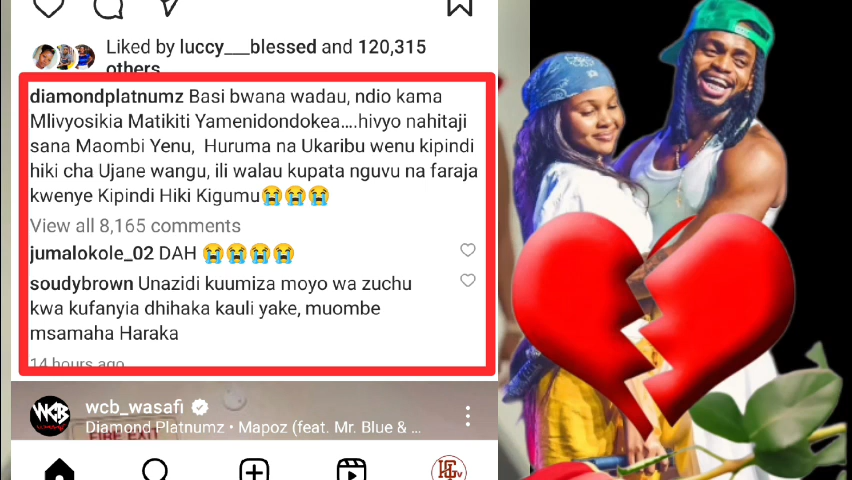 Liked by luccy___blessed and 120,315
others
diamondplatnumz Basi bwana wadau, ndio kama
Mlivyosikia Matikiti Yamenidondokea....hivyo nahitaji
sana Maombi Yenu, Huruma na Ukaribu wenu kipindi
hiki cha Ujane wangu, ili walau kupata nguvu na faraja
kwenye Kipindi Hiki Kigumu😭😭😭
View all 8,165 comments
jumalokole_02 DAH 😭😭😭😭
soudybrown Unazidi kuumiza moyo wa zuchu
kwa kufanyia dhihaka kauli yake, muombe
msamaha Haraka
14 hours ago
WCB
wcb_wasafi
Diamond Platnumz • Mapoz (feat. Mr. Blue & ...
FIRE EXIT